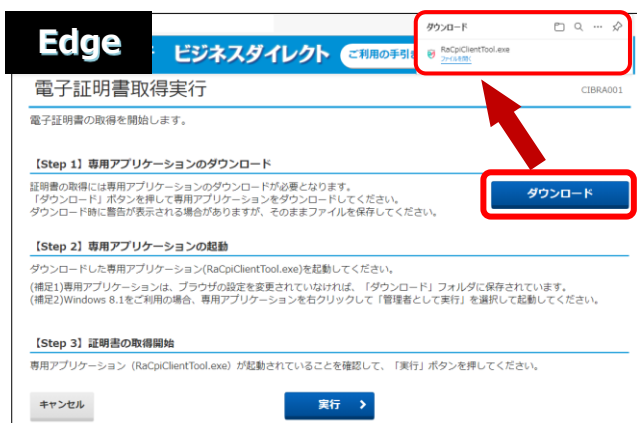 Edge
ビジネスダイレクト
ご利用の手引き
ダウンロード
RaCpiClientTool.exe
ファイルを開く
電子証明書取得実行
CIBRA001
電子証明書の取得を開始します。
【Step 1】専用アプリケーションのダウンロード
証明書の取得には専用アプリケーションのダウンロードが必要となります。
「ダウンロード」ボタンを押して専用アプリケーションをダウンロードしてください。
ダウンロード時に警告が表示される場合がありますが、そのままファイルを保存してください。
ダウンロード
【Step 2】専用アプリケーションの起動
ダウンロードした専用アプリケーション(RaCpiClientTool.exe)を起動してください。
(補足1)専用アプリケーションは、ブラウザの設定を変更されていなければ、「ダウンロード」フォルダに保存されています。
(補足2)Windows 8.1をご利用の場合、専用アプリケーションを右クリックして「管理者として実行」を選択して起動してください。
【Step 3】証明書の取得開始
専用アプリケーション（RaCpiClientTool.exe）が起動されていることを確認して、「実行」ボタンを押してください。
キャンセル
実行